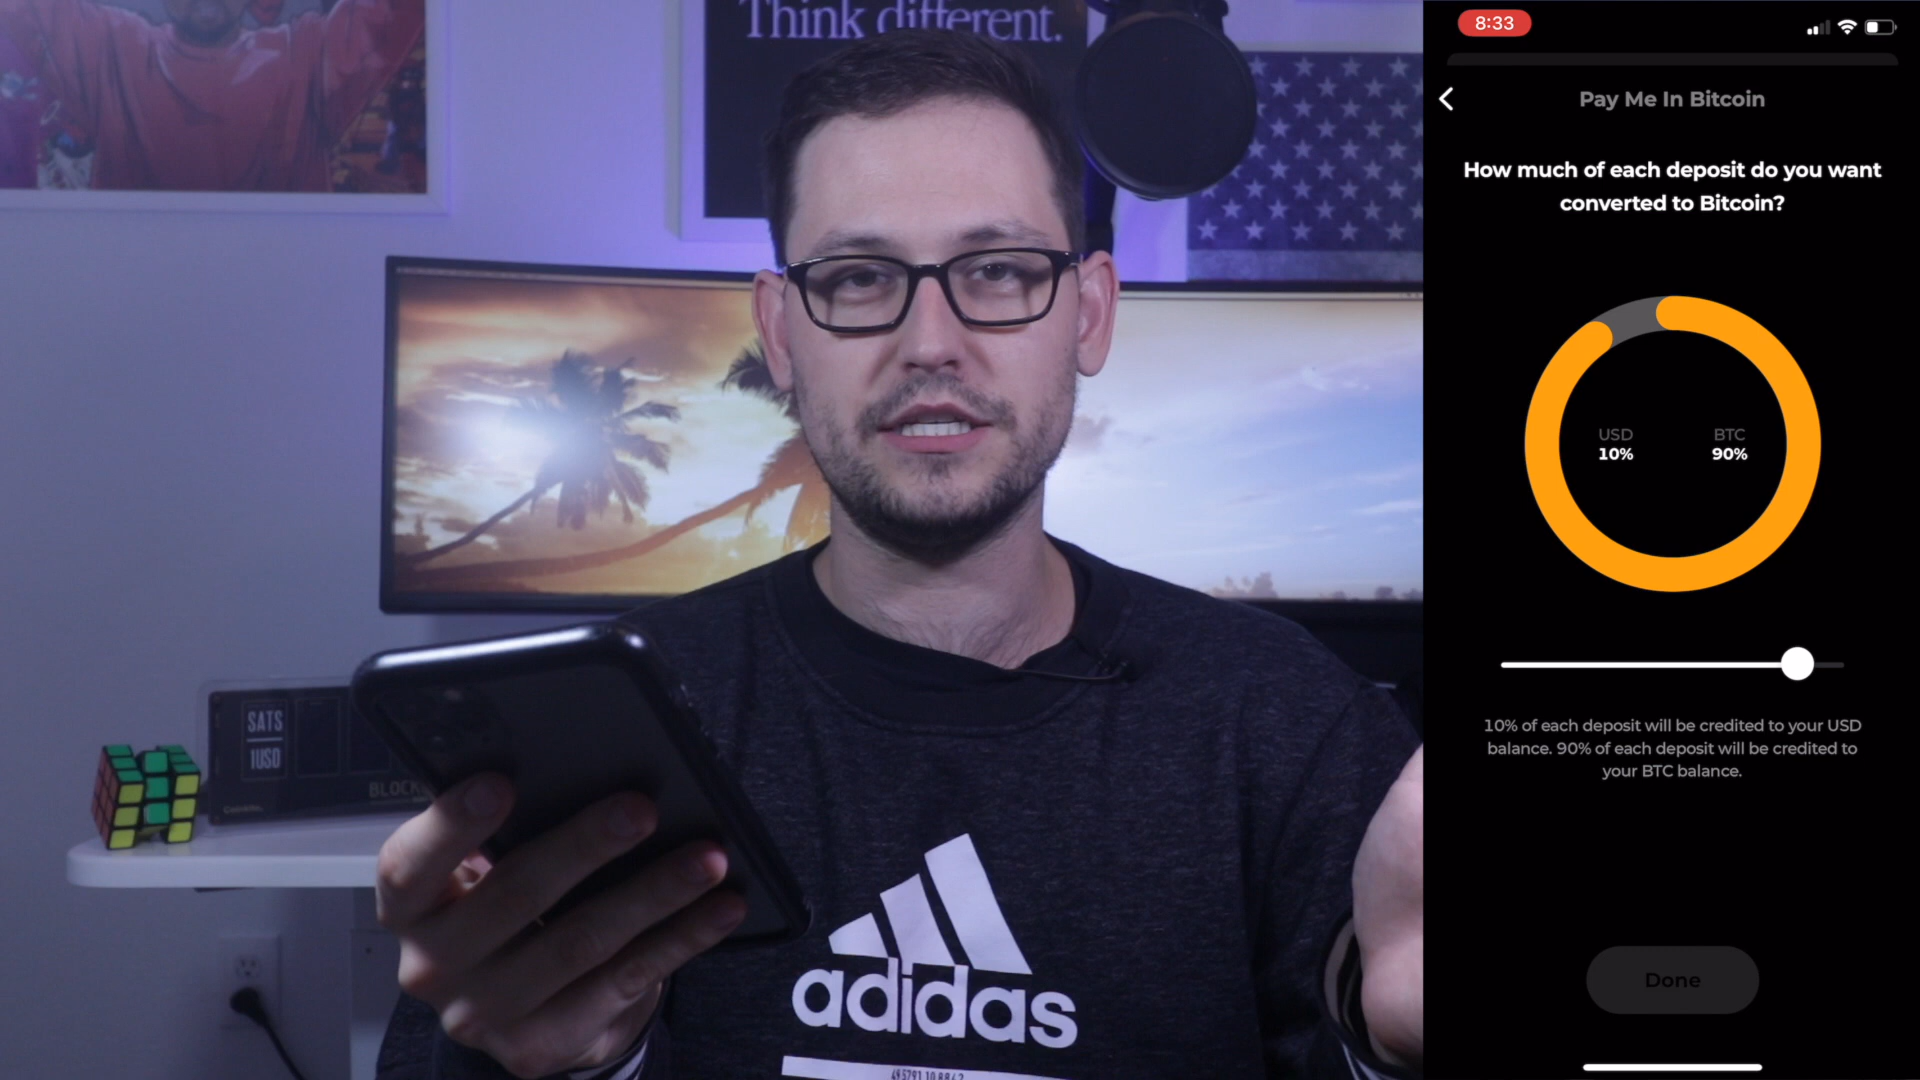 Think different.
SATS
1USD
adidas
8:33
Pay Me In Bitcoin
How much of each deposit do you want
converted to Bitcoin?
USD
10%
BTC
90%
10% of each deposit will be credited to your USD
balance. 90% of each deposit will be credited to
your BTC balance.
Done